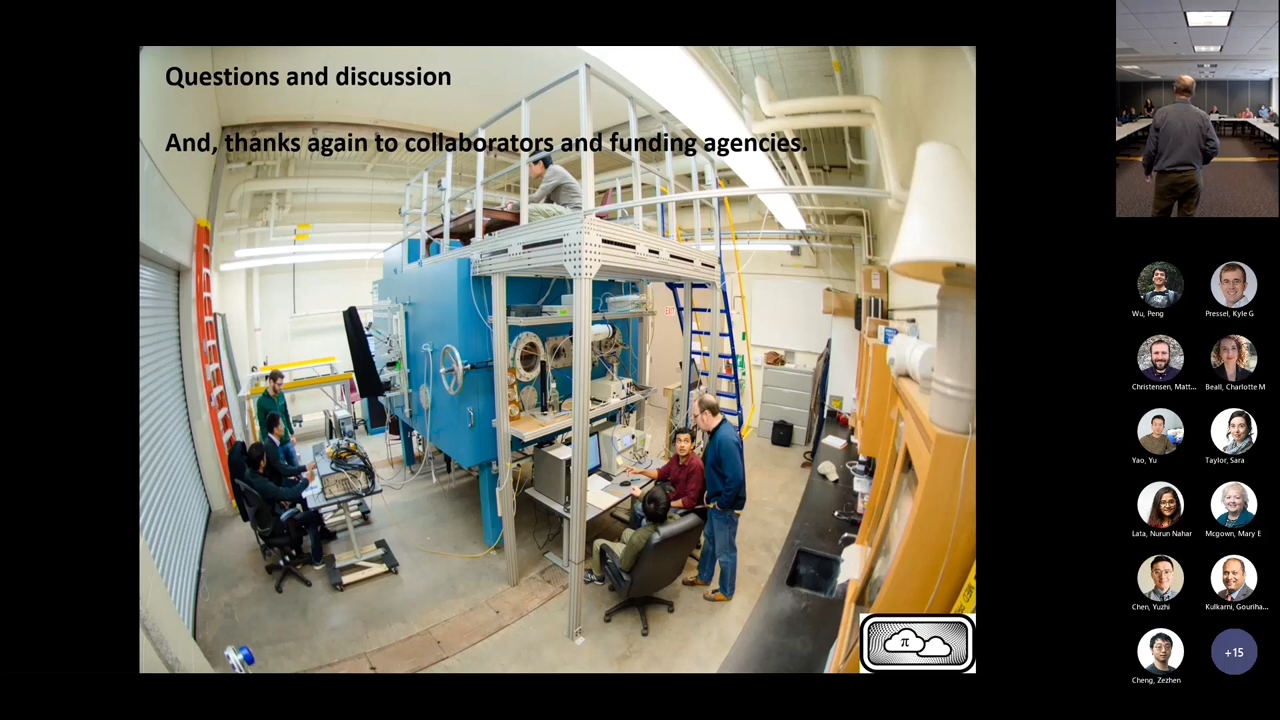 Questions and discussion
And, thanks again to collaborators and funding agencies.
EXIT
π
Wu, Peng
Pressel, Kyle G
Christensen, Matt...
Beall, Charlotte M
Yao, Yu
Taylor, Sara
Lata, Nurun Nahar
Mcgown, Mary E
Chen, Yuzhi
Kulkarni, Gouriha...
Cheng, Zezhen
+15